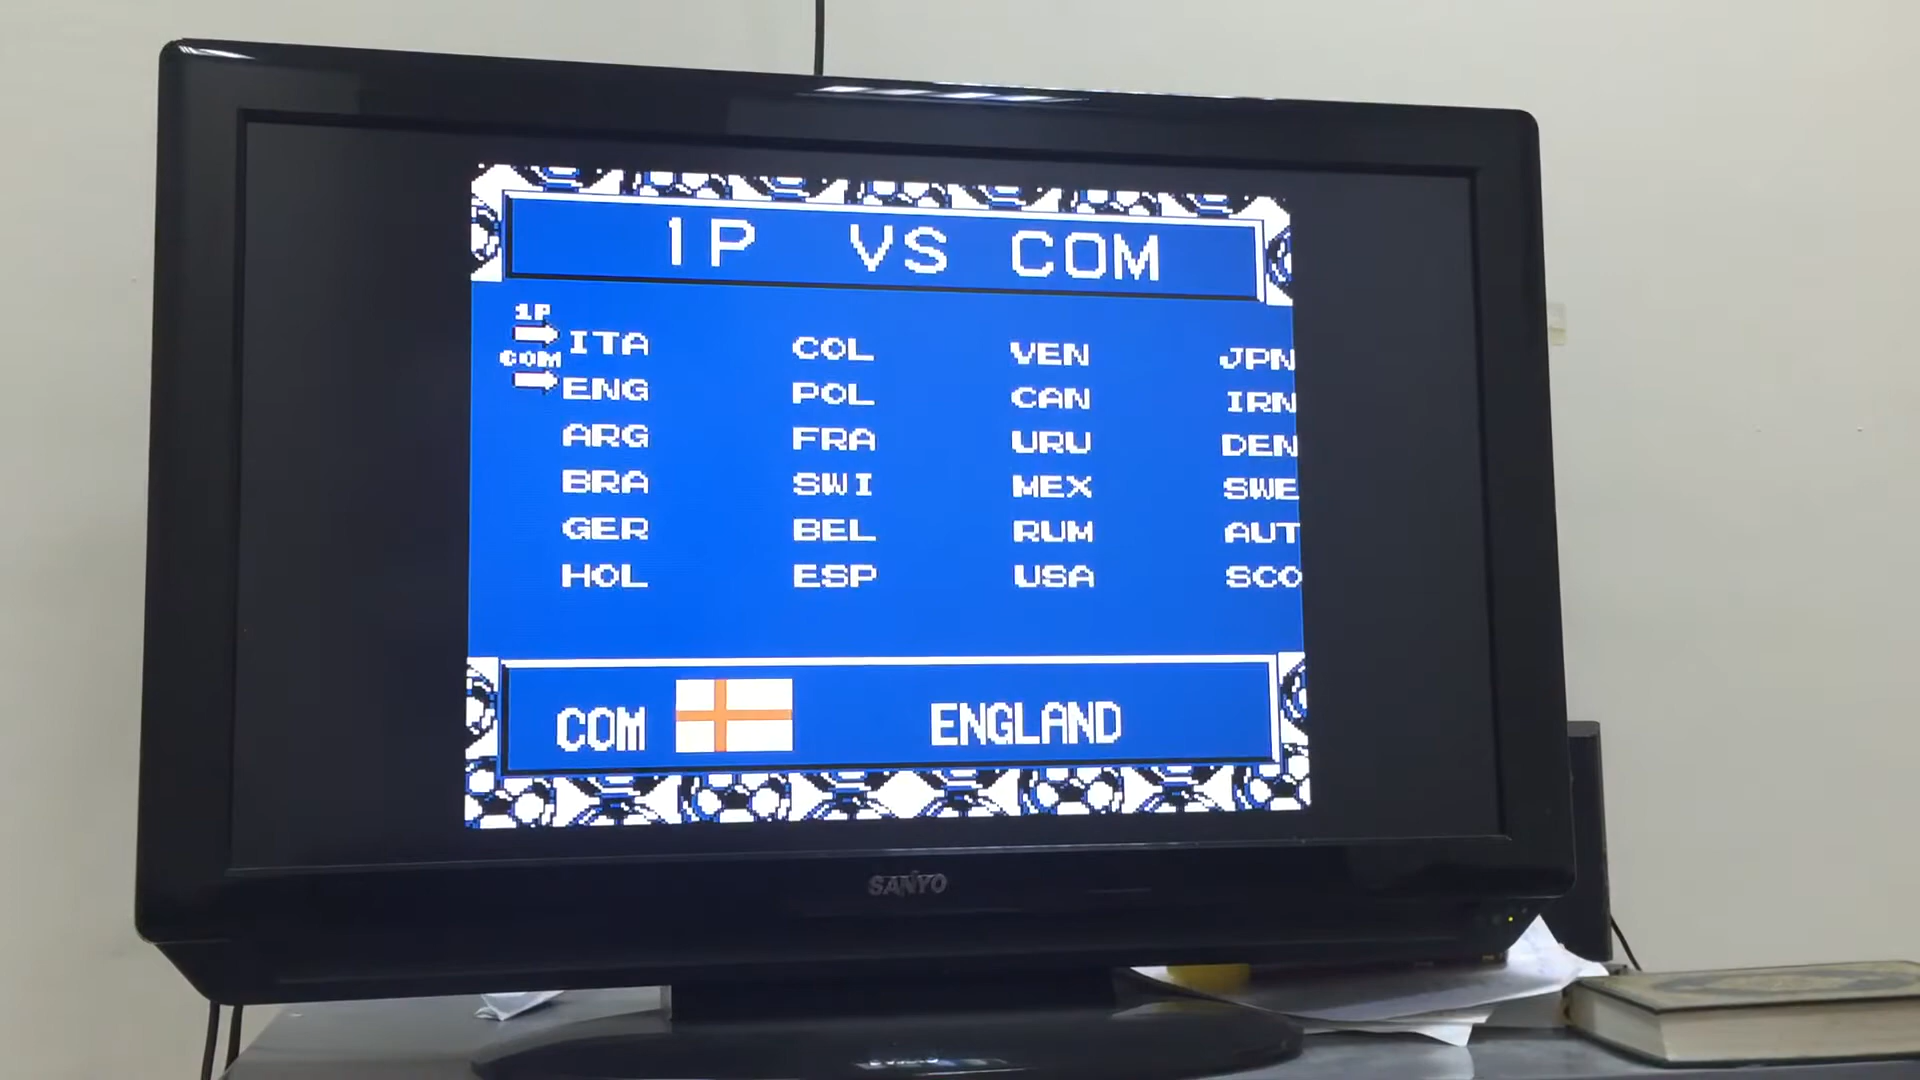 1P VS COM
1P
ITA COL VEN JPN
COM
ENG POL CAN IRN
ARG FRA URU DEN
BRA SWI MEX SWE
GER BEL RUM AUT
HOL ESP USA SCO
COM ENGLAND
SANYO